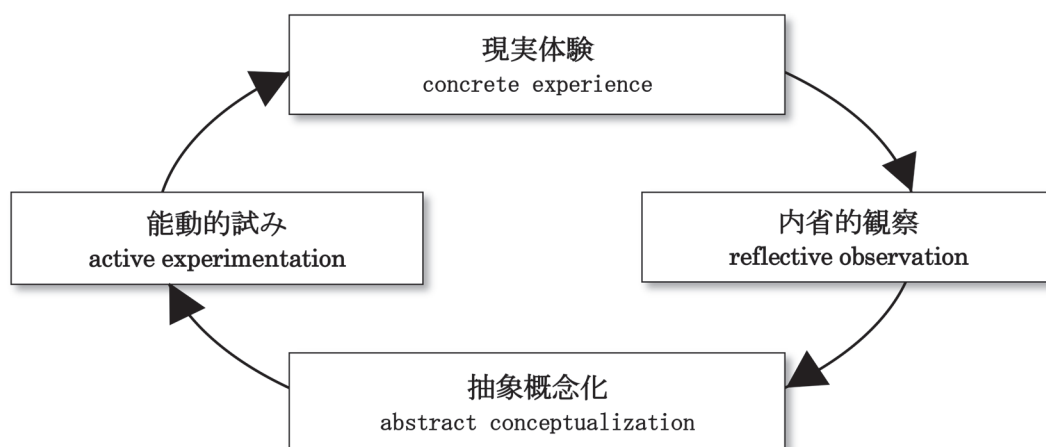 現実体験
concrete experience
能動的試み
active experimentation
内省的観察
reflective observation
抽象概念化
abstract conceptualization